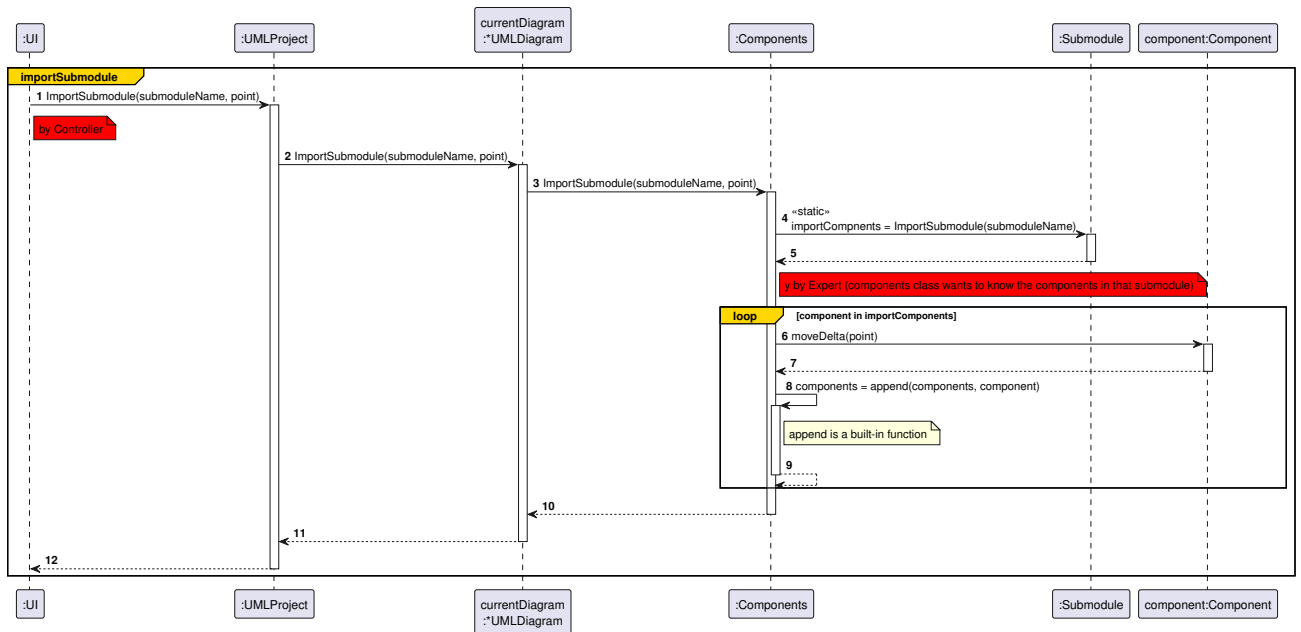 :UI
:UMLProject
currentDiagram
:*UMLDiagram
:Components
:Submodule
component:Component
importSubmodule
1 ImportSubmodule(submoduleName, point)
by Controller
2 ImportSubmodule(submoduleName, point)
3 ImportSubmodule(submoduleName, point)
4 «static»
importCompnents = ImportSubmodule(submoduleName)
5
y by Expert (components class wants to know the components in that submodule)
loop [component in importComponents]
6 moveDelta(point)
7
8 components = append(components, component)
append is a built-in function
9
10
11
12
:UI
:UMLProject
currentDiagram
:*UMLDiagram
:Components
:Submodule
component:Component